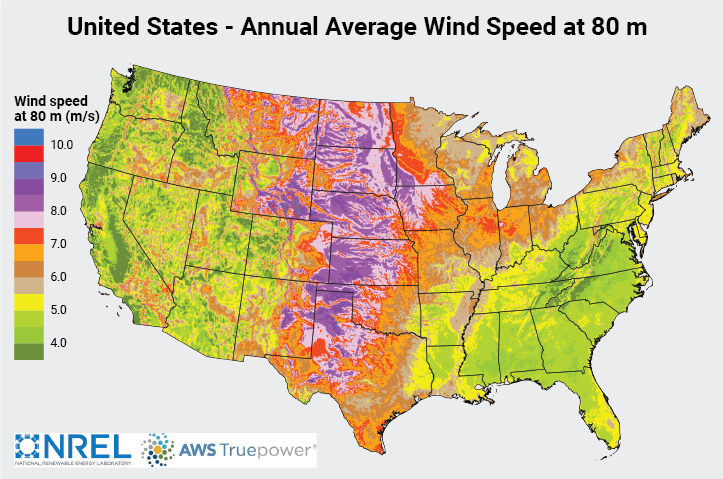 United States - Annual Average Wind Speed at 80 m
Wind speed
at 80 m (m/s)
10.0
9.0
8.0
7.0
6.0
5.0
4.0
NREL
NATIONAL RENEWABLE ENERGY LABORATORY
AWS Truepower®